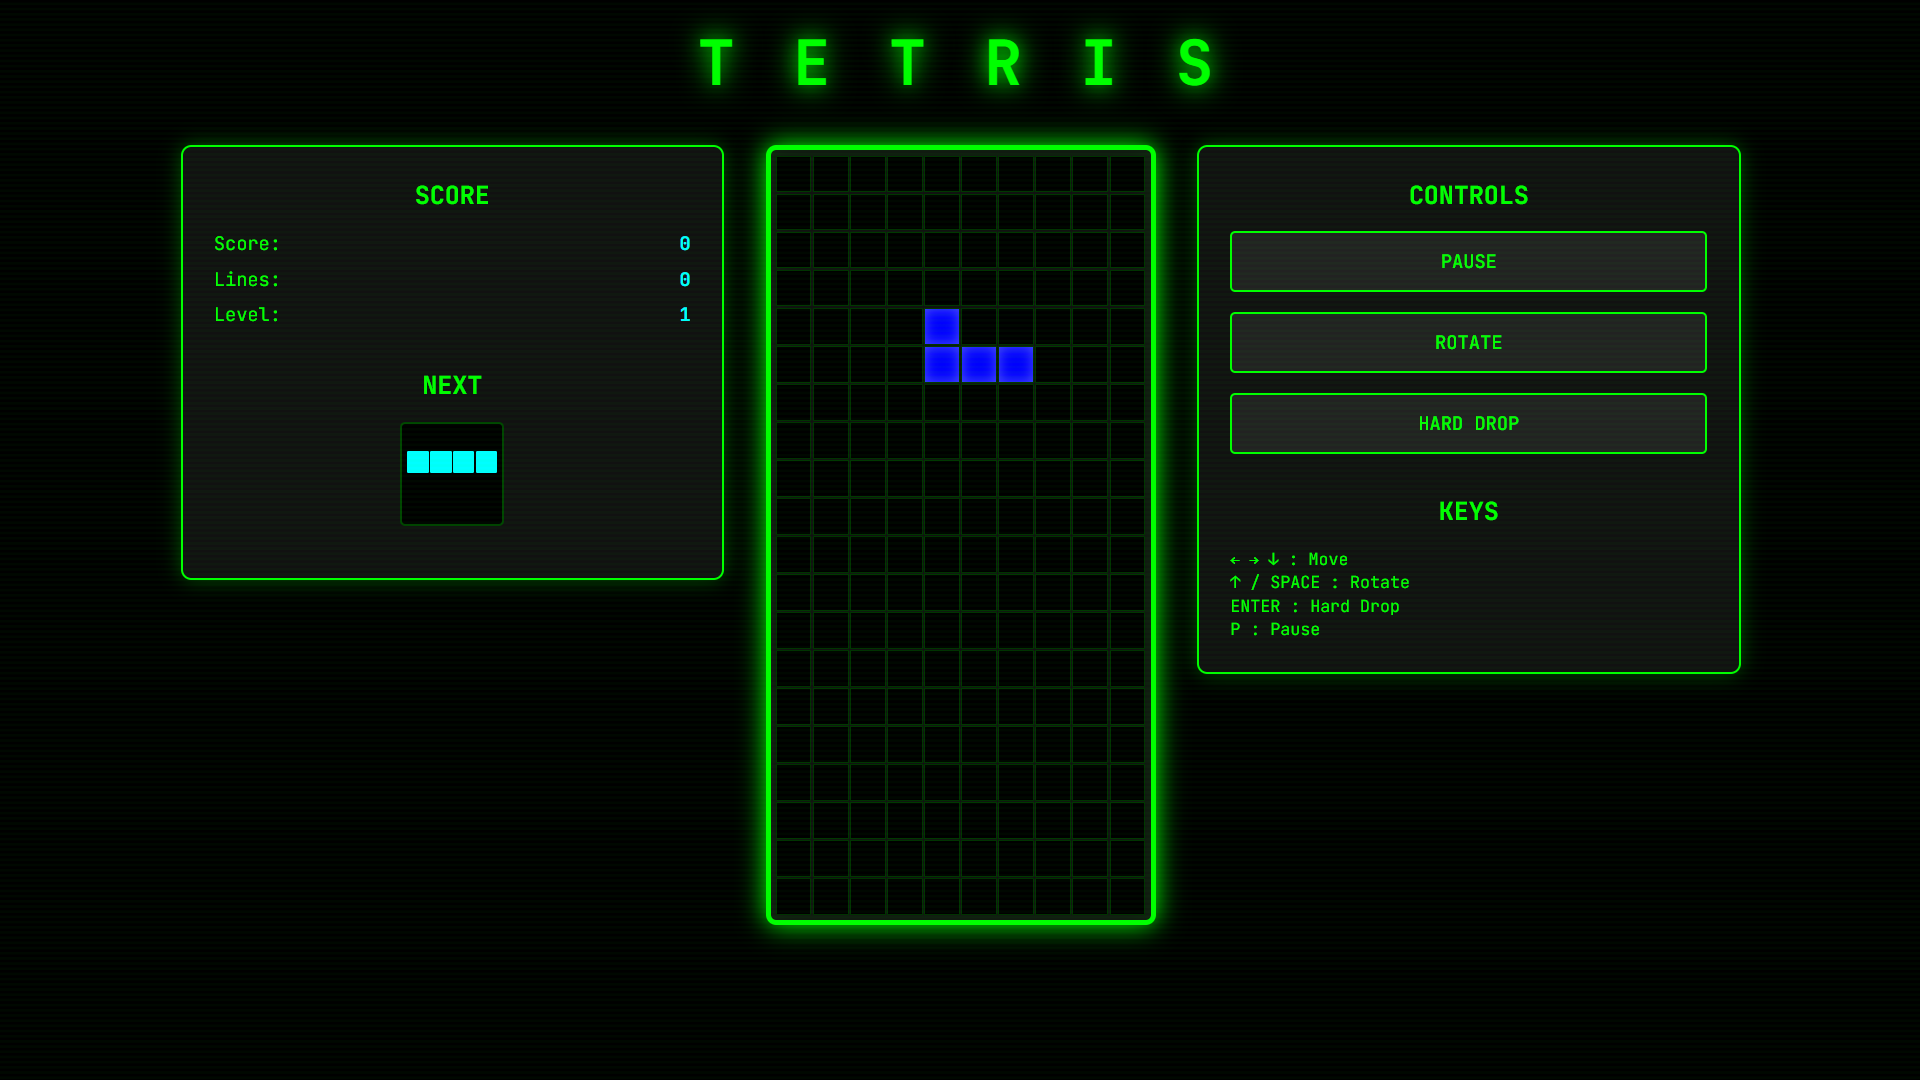 T E T R I S
SCORE
Score: 0
Lines: 0
Level: 1
NEXT
CONTROLS
PAUSE
ROTATE
HARD DROP
KEYS
← → ↓ : Move
↑ / SPACE : Rotate
ENTER : Hard Drop
P : Pause